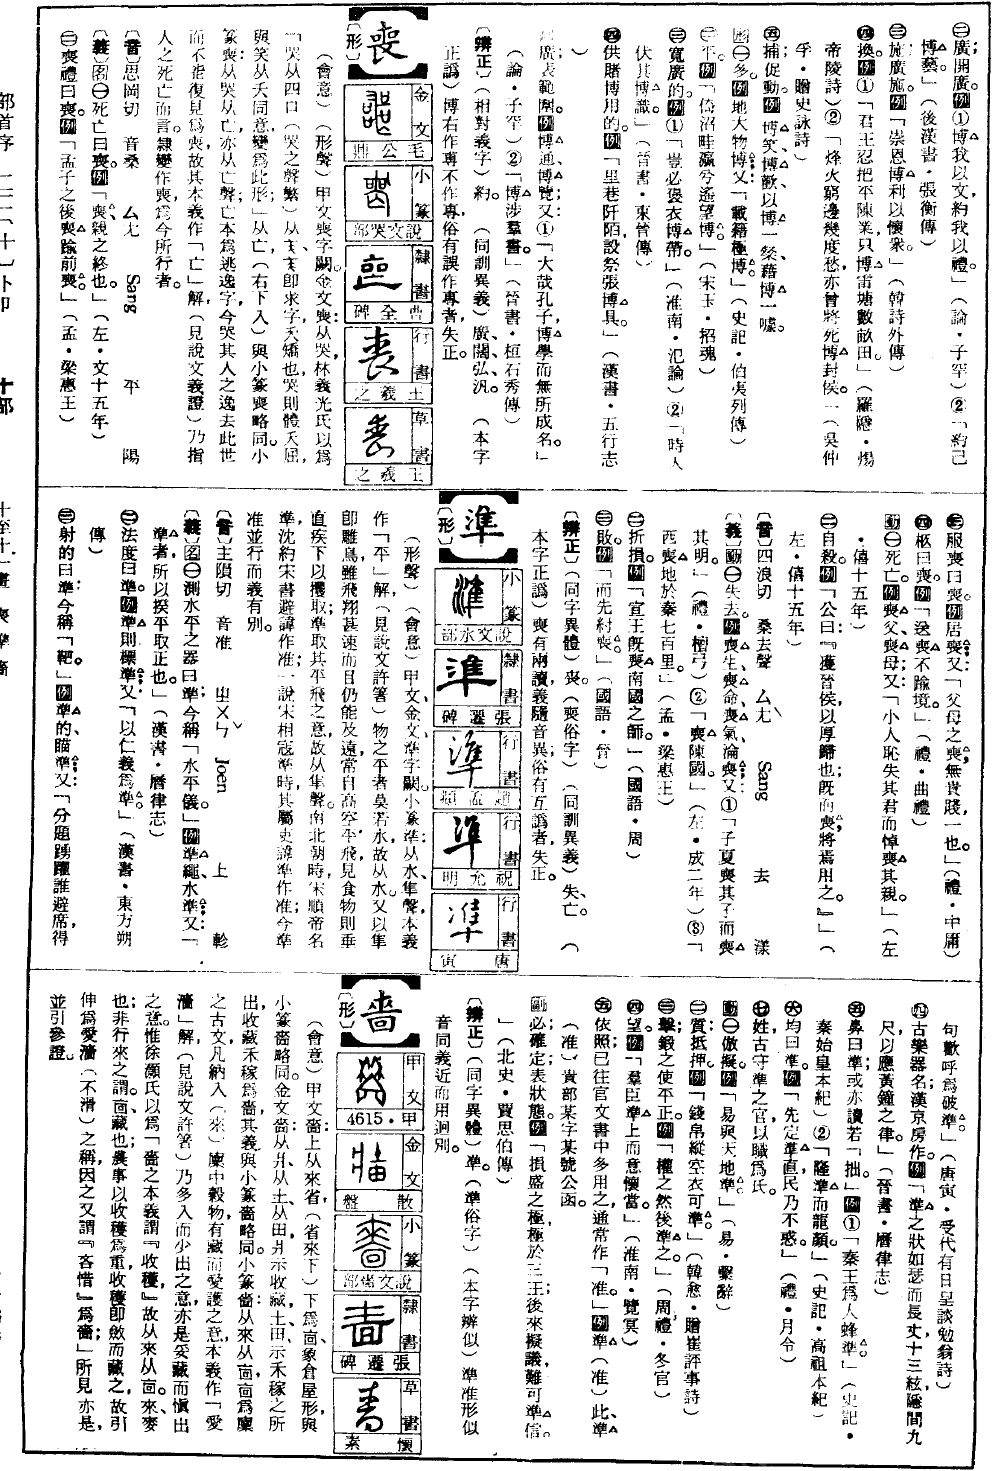 ㊁廣開廣。例①博我以文，約我以禮。」（論・子罕）②「約己
博藝」（後漢書・張衡傳）
㊂施廣施。例「崇恩博利以懷衆。」（韓詩外傳）
㊃換。例①「君王忍把平陳業，只博雷塘數畝田。」（羅隱・煬
帝陵詩）②「烽火窮邊幾度愁，亦曾將死博封侯。」（吳仲
孚・贈史詠詩）
㊄捕促動。例博笑、博歡，以博一粲，藉博一噱。
形㊀多。例地大物博；又「載籍極博。」（史記・伯夷列傳）
㊁平。例「倚沼畦瀛兮遙望博。」（宋玉・招魂）
㊂寬廣的。例①「豈必褒衣博帶。」（淮南・氾論）②「時人
伏其博識。」（晉書・束晳傳）
㊃供賭博用的。例「里巷阡陌，設祭張博具。」（漢書・五行志
廣表範圍。例博通、博覽；又①「大哉孔子，博學而無所成名。」
（論・子罕）②「博涉羣書。」（晉書・桓石秀傳）
〔辨正〕（相對義字）約。（同訓異義）廣、闊、弘、汎。（本字
正譌）博右作尃不作専，俗有誤作專者，失正。
喪
〔形〕
金文
毛公鼎
小篆
說文哭部
隸書
曹全碑
行書
王羲之
草書
王羲之
（會意）（形聲）甲文喪字闕。金文喪：从哭，林義光氏以爲
「哭从四口（哭之聲繁）从夭，夭卽求字，夭矯也，哭則體夭屈，
與笑从夭同意，變爲此形；」从亡（右下入）與小篆喪略同。小
篆喪：从哭从亡，亦从亡聲；亡本爲逃逸字，今哭其人之逸去此世
而不啻復見爲喪，故其本義作「亡」解（見說文義證）乃指
人之死亡而言。隸變作喪，爲今所行者。
〔音〕思岡切　音桑　ㄙㄤ　Sang　平　陽
〔義〕名㊀死亡曰喪。例「喪，親之終也。」（左・文十五年）
㊁喪禮曰喪。例「孟子之後喪踰前喪。」（孟・梁惠王）
㊂服喪曰喪。例居喪；又「父母之喪，無貴賤，一也。」（禮・中庸）
㊃柩曰喪。例「送喪不踰境。」（禮・曲禮）
動㊀死亡。例喪父、喪母；又「小人恥失其君而悼喪其親。」（左
・僖十五年）
㊁自殺。例「公曰：『獲晉侯以厚歸也；旣而喪，將焉用之。』」（
左・僖十五年）
〔音〕四浪切　桑去聲　ㄙㄤˋ　Sang　去　漾
〔義〕動㊀失去。例喪生、喪命、喪氣、淪喪；又①「子夏喪其子而喪
其明。」（禮・檀弓）②「喪陳國。」（左・成二年）③「
西喪地於秦七百里。」（孟・梁惠王）
㊁折損。例「宣王旣喪南國之師。」（國語・周）
㊂敗。例「而先紂喪。」（國語・晉）
〔辨正〕（同字異體）丧。（喪俗字）（同訓異義）失、亡。（
本字正譌）喪有兩讀，義隨音異，俗有互譌者，失正。
準
〔形〕
小篆
說文水部
隸書
張遷碑
行書
趙孟頫
行書
祝允明
行書
唐寅
（形聲）（會意）甲文、金文準字闕。小篆準：从水，隼聲，本義
作「平」解（見說文許箸）物之平者莫若水，故从水。又以隼
卽雕鳥，雖飛翔甚速而目仍能及遠，常自高空平飛，見食物則垂
直疾下以攫取，準取其平飛之意，故从隼聲。南北朝時宋順帝名
準，沈約宋書避諱作准；一說宋相寇準時其屬吏諱準作准；今準
准並行而義有別。
〔音〕主隕切　音准　ㄓㄨㄣˇ　Joen　上　軫
〔義〕名㊀測水平之器曰準；今稱「水平儀」。例準繩、水準；又「
準者，所以揆平取正也。」（漢書・曆律志）
㊁法度曰準。例準則、標準；又「以仁義爲準。」（漢書・東方朔
傳）
㊂射的曰準；今稱「靶」。例準的、瞄準；又「分題踴躍誰避席，得
句歡呼爲破準。」（唐寅・受代有日呈談勉翁詩）
㊃古樂器名，漢京房作。例「準之狀如瑟而長丈，十三絃，隱間九
尺，以應黃鐘之律。」（晉書・曆律志）
㊄鼻曰準；或亦讀若「拙」。例①「秦王爲人蜂準。」（史記・
秦始皇本紀）②「隆準而龍顏。」（史記・高祖本紀）
㊅均曰準。「先定準直，民乃不惑。」（禮・月令）
㊆姓，古守準之官，以職爲氏。
動㊀倣擬。例「易與天地準。」（易・繫辭）
㊁質抵押。例「錢帛縱空衣可準。」（韓愈・贈崔評事詩）
㊂擊，鍛之使平正。例「權之然後準之。」（周禮・冬官）
㊃望。例「羣臣準上而意懷當。」（淮南・覽冥）
㊄依照，已往官文書中多用之，通常作「准。」例準（准）此、準
（准）貴部某字某號公函。
副必確定表狀態。例「損盛之極，極於三王；後來擬議，難可準信。
」（北史・賈思伯傳）
〔辨正〕（同字異體）准。（準俗字）（本字辨似）準准形似
音同義近而用迥別。
嗇
〔形〕
甲文
甲・4615
金文
散盤
小篆
說文嗇部
隸書
張遷碑
草書
懷素
（會意）甲文嗇：上从來省（省來下）下爲㐭，象倉屋形，與
小篆嗇略同。金文嗇：从爿从土从田，爿示收藏，土田示禾稼之所
出，收藏禾稼爲嗇，其義與小篆嗇略同。小篆嗇：从來从㐭，㐭爲廩
之古文，凡納入（來）廩中穀物有藏而愛護之意，本義作「愛
濇」解（見說文許箸）乃多入而少出之意，亦是妥藏而愼出
之意。惟徐灝氏以爲「嗇之本義謂『收穫』，故从來从㐭。來，麥
也，非行來之謂，㐭，藏也；農事以收穫爲重，收穫卽斂而藏之，故引
伸爲愛濇（不滑）之稱，因之又謂『吝惜』爲嗇」所見亦是，
並引參證。
部首字
十部
十至十一畫　喪準嗇